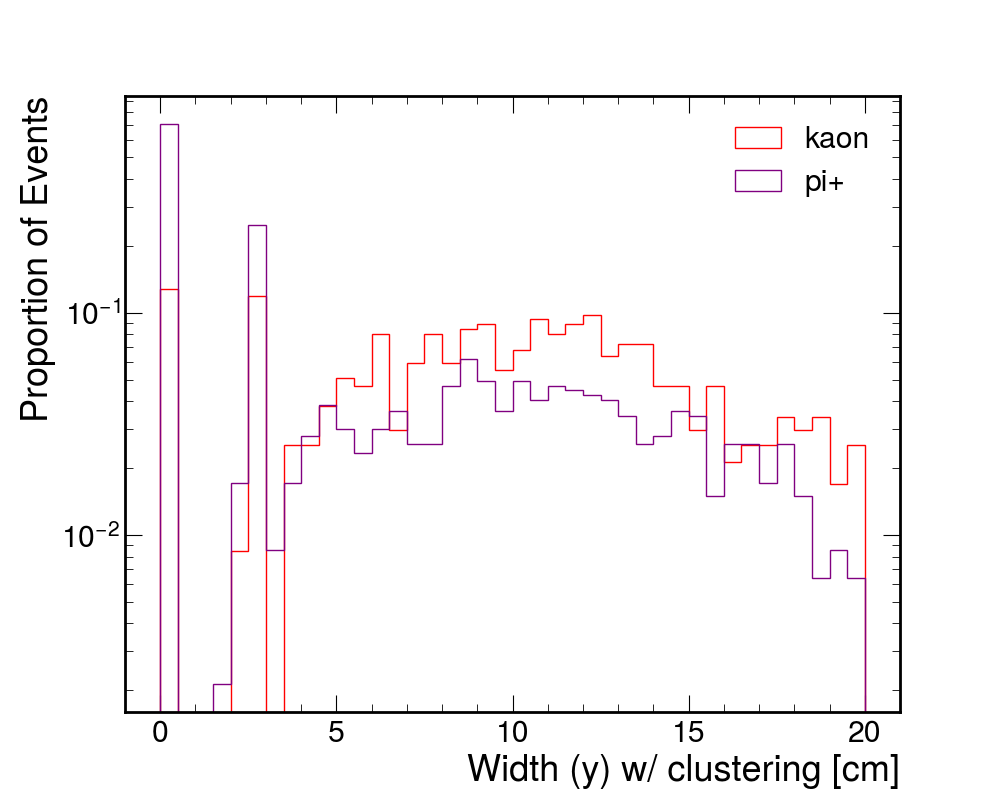 Proportion of Events
kaon
pi+
10⁻¹
10⁻²
0 5 10 15 20
Width (y) w/ clustering [cm]